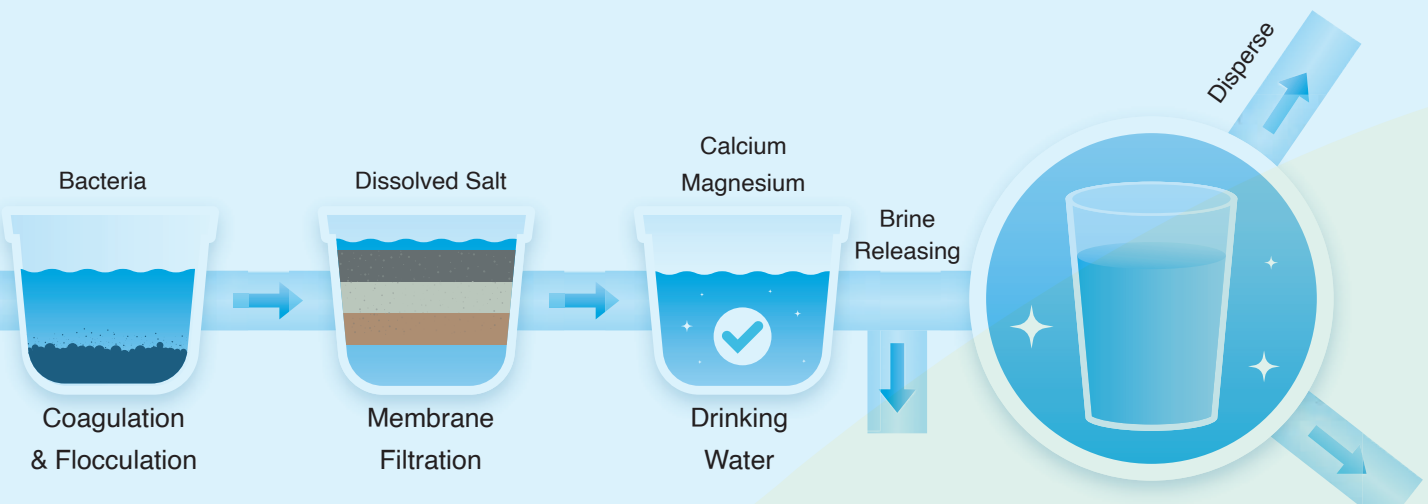 Bacteria
Coagulation
& Flocculation
Dissolved Salt
Membrane
Filtration
Calcium
Magnesium
Drinking
Water
Brine
Releasing
Disperse